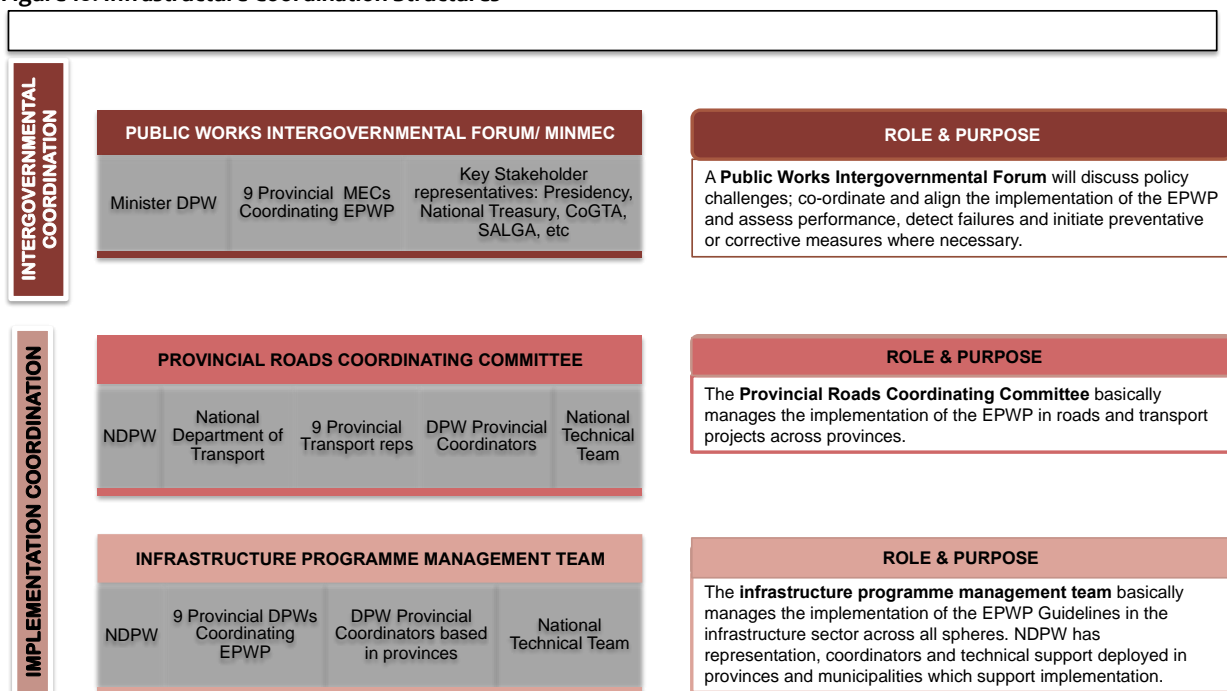 INTERGOVERNMENTAL
COORDINATION
PUBLIC WORKS INTERGOVERNMENTAL FORUM/ MINMEC
Minister DPW
9 Provincial MECs
Coordinating EPWP
Key Stakeholder
representatives: Presidency,
National Treasury, CoGTA,
SALGA, etc
ROLE & PURPOSE
A Public Works Intergovernmental Forum will discuss policy
challenges; co-ordinate and align the implementation of the EPWP
and assess performance, detect failures and initiate preventative
or corrective measures where necessary.
IMPLEMENTATION COORDINATION
PROVINCIAL ROADS COORDINATING COMMITTEE
NDPW
National
Department of
Transport
9 Provincial
Transport reps
DPW Provincial
Coordinators
National
Technical
Team
ROLE & PURPOSE
The Provincial Roads Coordinating Committee basically
manages the implementation of the EPWP in roads and transport
projects across provinces.
INFRASTRUCTURE PROGRAMME MANAGEMENT TEAM
NDPW
9 Provincial DPWs
Coordinating
EPWP
DPW Provincial
Coordinators based
in provinces
National
Technical Team
ROLE & PURPOSE
The infrastructure programme management team basically
manages the implementation of the EPWP Guidelines in the
infrastructure sector across all spheres. NDPW has
representation, coordinators and technical support deployed in
provinces and municipalities which support implementation.